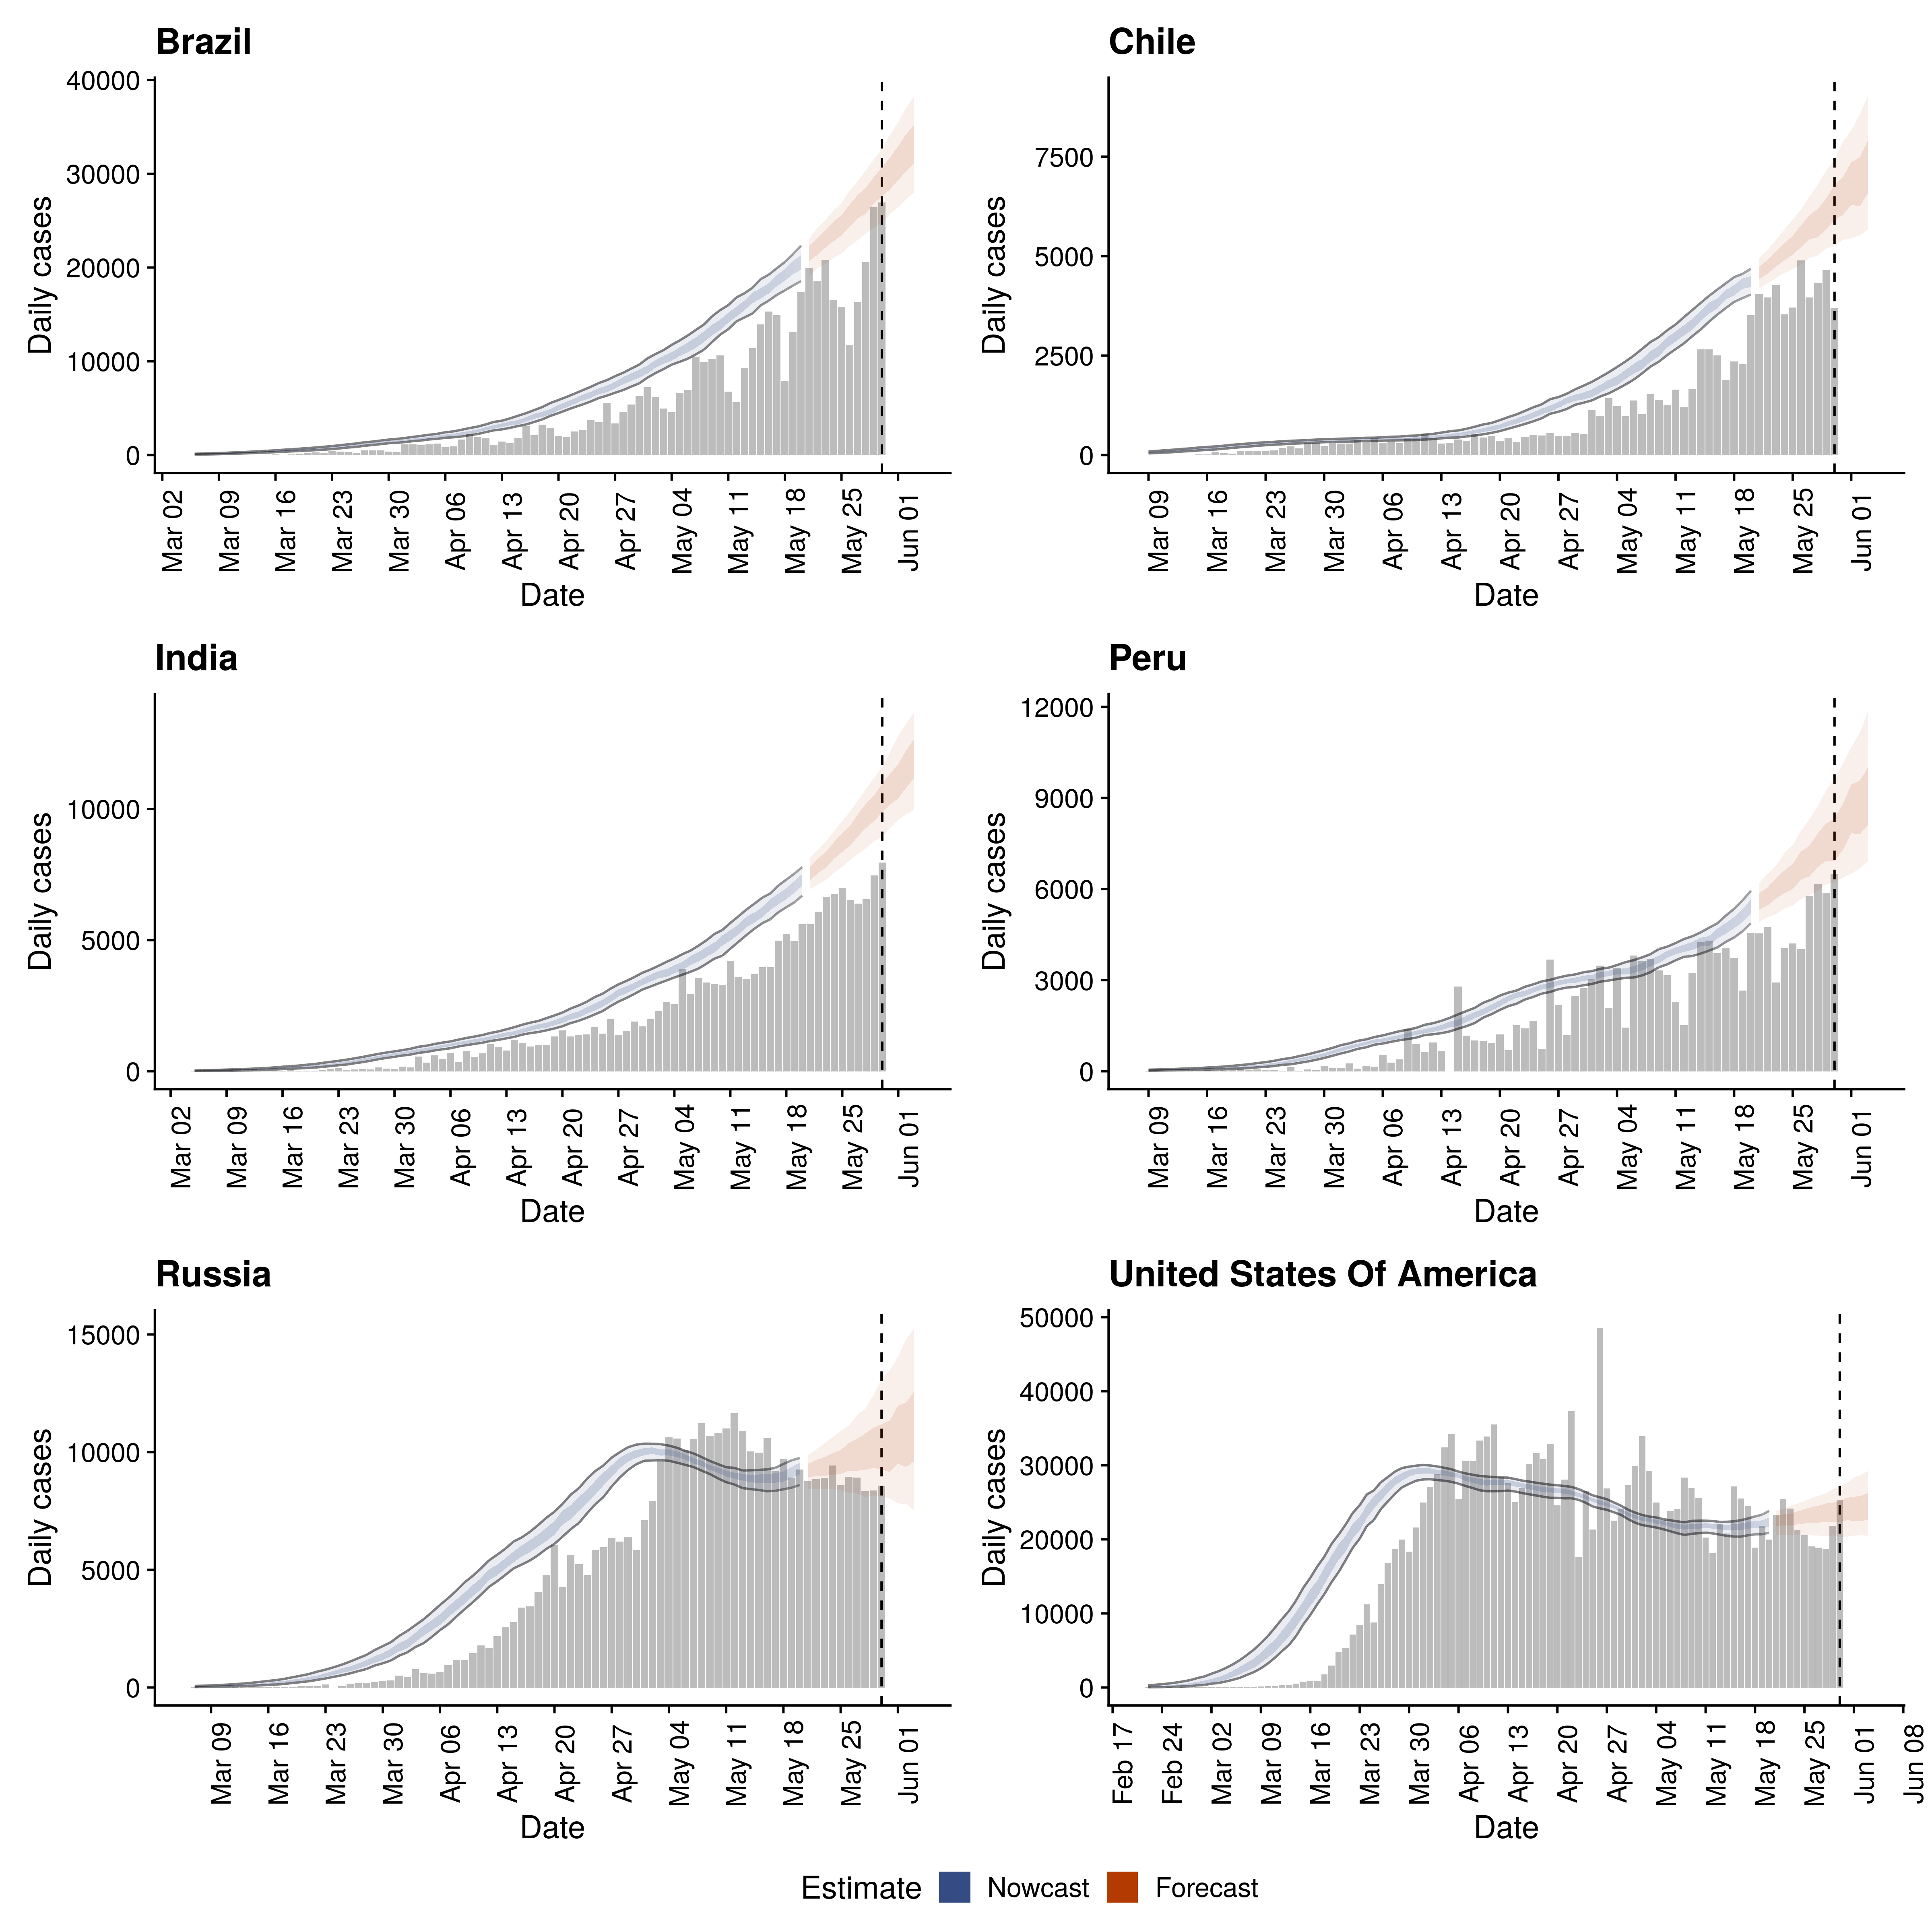 Brazil
Daily cases
40000
30000
20000
10000
0
Mar 02 Mar 09 Mar 16 Mar 23 Mar 30 Apr 06 Apr 13 Apr 20 Apr 27 May 04 May 11 May 18 May 25 Jun 01
Date
Chile
Daily cases
7500
5000
2500
0
Mar 09 Mar 16 Mar 23 Mar 30 Apr 06 Apr 13 Apr 20 Apr 27 May 04 May 11 May 18 May 25 Jun 01
Date
India
Daily cases
10000
5000
0
Mar 02 Mar 09 Mar 16 Mar 23 Mar 30 Apr 06 Apr 13 Apr 20 Apr 27 May 04 May 11 May 18 May 25 Jun 01
Date
Peru
Daily cases
12000
9000
6000
3000
0
Mar 09 Mar 16 Mar 23 Mar 30 Apr 06 Apr 13 Apr 20 Apr 27 May 04 May 11 May 18 May 25 Jun 01
Date
Russia
Daily cases
15000
10000
5000
0
Mar 09 Mar 16 Mar 23 Mar 30 Apr 06 Apr 13 Apr 20 Apr 27 May 04 May 11 May 18 May 25 Jun 01
Date
United States Of America
Daily cases
50000
40000
30000
20000
10000
0
Feb 17 Feb 24 Mar 02 Mar 09 Mar 16 Mar 23 Mar 30 Apr 06 Apr 13 Apr 20 Apr 27 May 04 May 11 May 18 May 25 Jun 01 Jun 08
Date
Estimate Nowcast Forecast